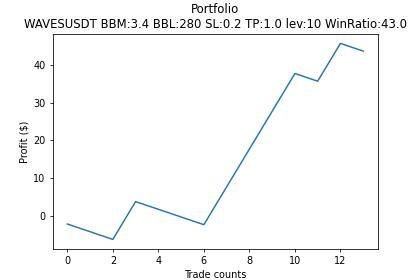 Portfolio
WAVESUSDT BBM:3.4 BBL:280 SL:0.2 TP:1.0 lev:10 WinRatio:43.0
40
30
20
10
0
Profit ($)
0 2 4 6 8 10 12
Trade counts